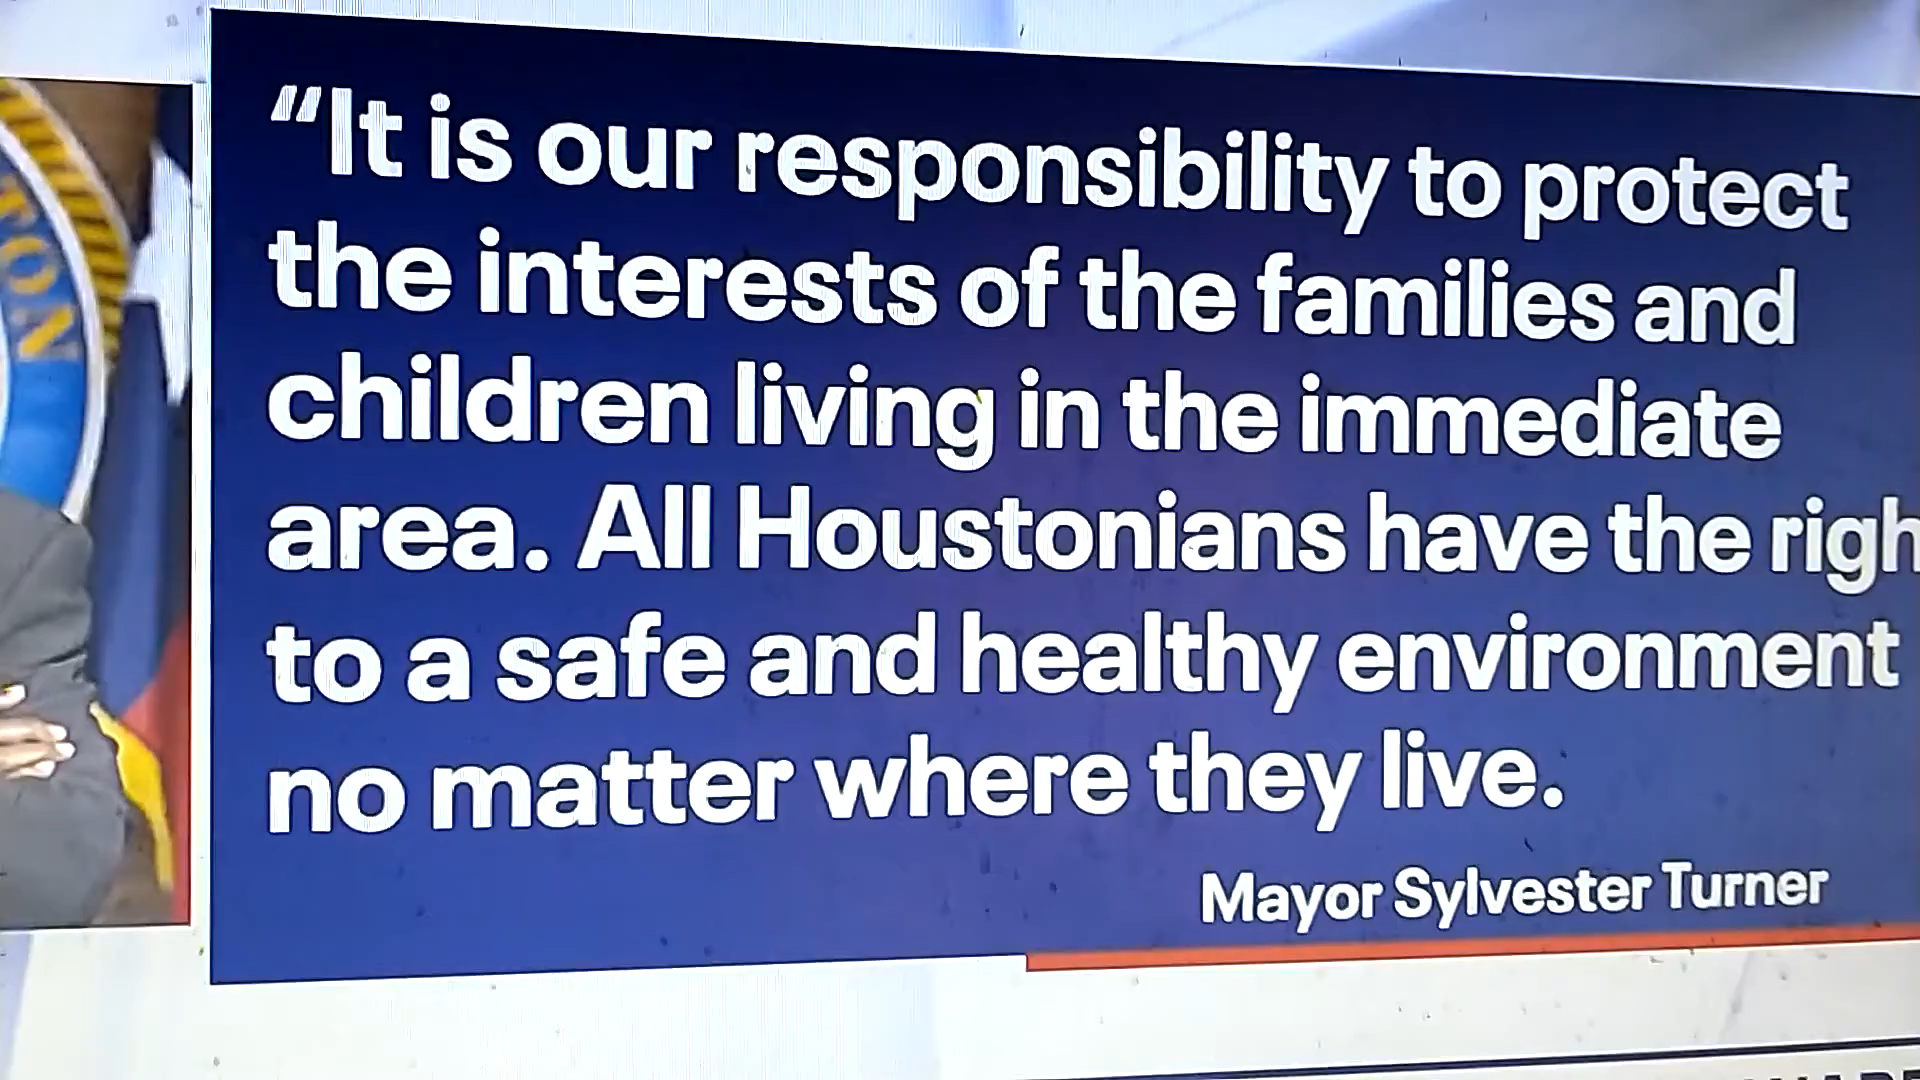 “It is our responsibility to protect
the interests of the families and
children living in the immediate
area. All Houstonians have the righ
to a safe and healthy environment
no matter where they live.
Mayor Sylvester Turner
TON